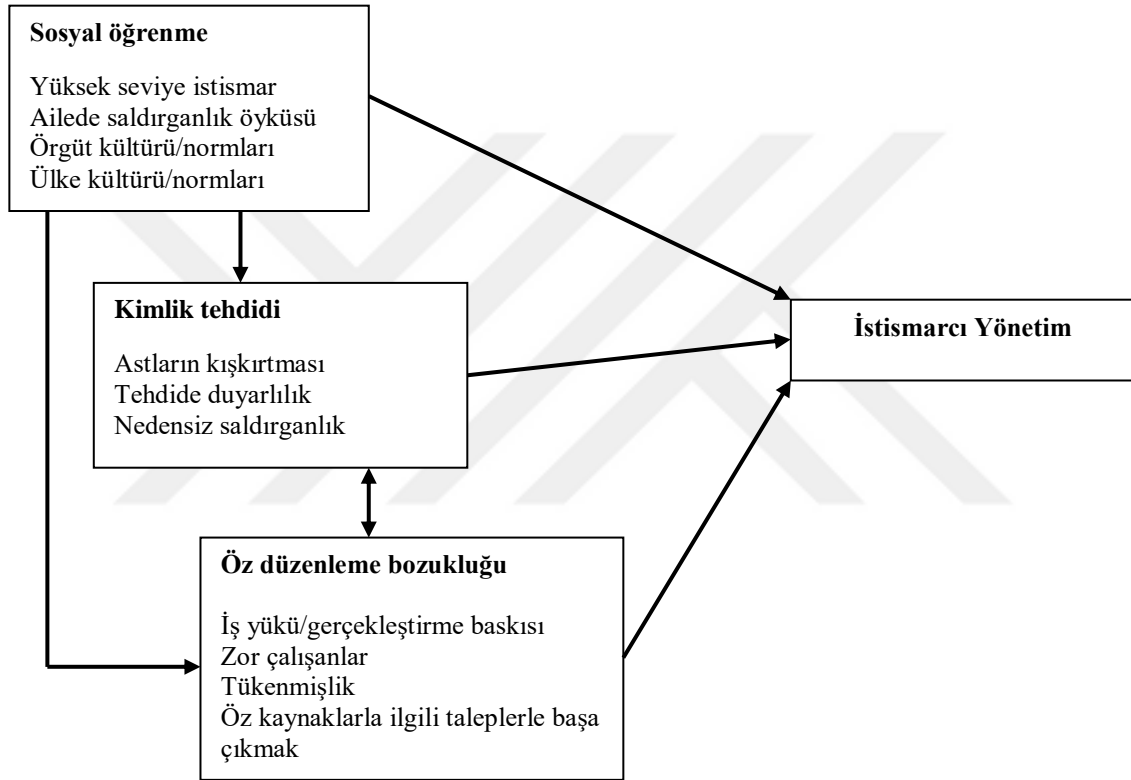 Sosyal öğrenme
Yüksek seviye istismar
Ailede saldırganlık öyküsü
Örgüt kültürü/normları
Ülke kültürü/normları
Kimlik tehdidi
Astların kışkırtması
Tehdide duyarlılık
Nedensiz saldırganlık
İstismarcı Yönetim
Öz düzenleme bozukluğu
İş yükü/gerçekleştirme baskısı
Zor çalışanlar
Tükenmişlik
Öz kaynaklarla ilgili taleplerle başa
çıkmak